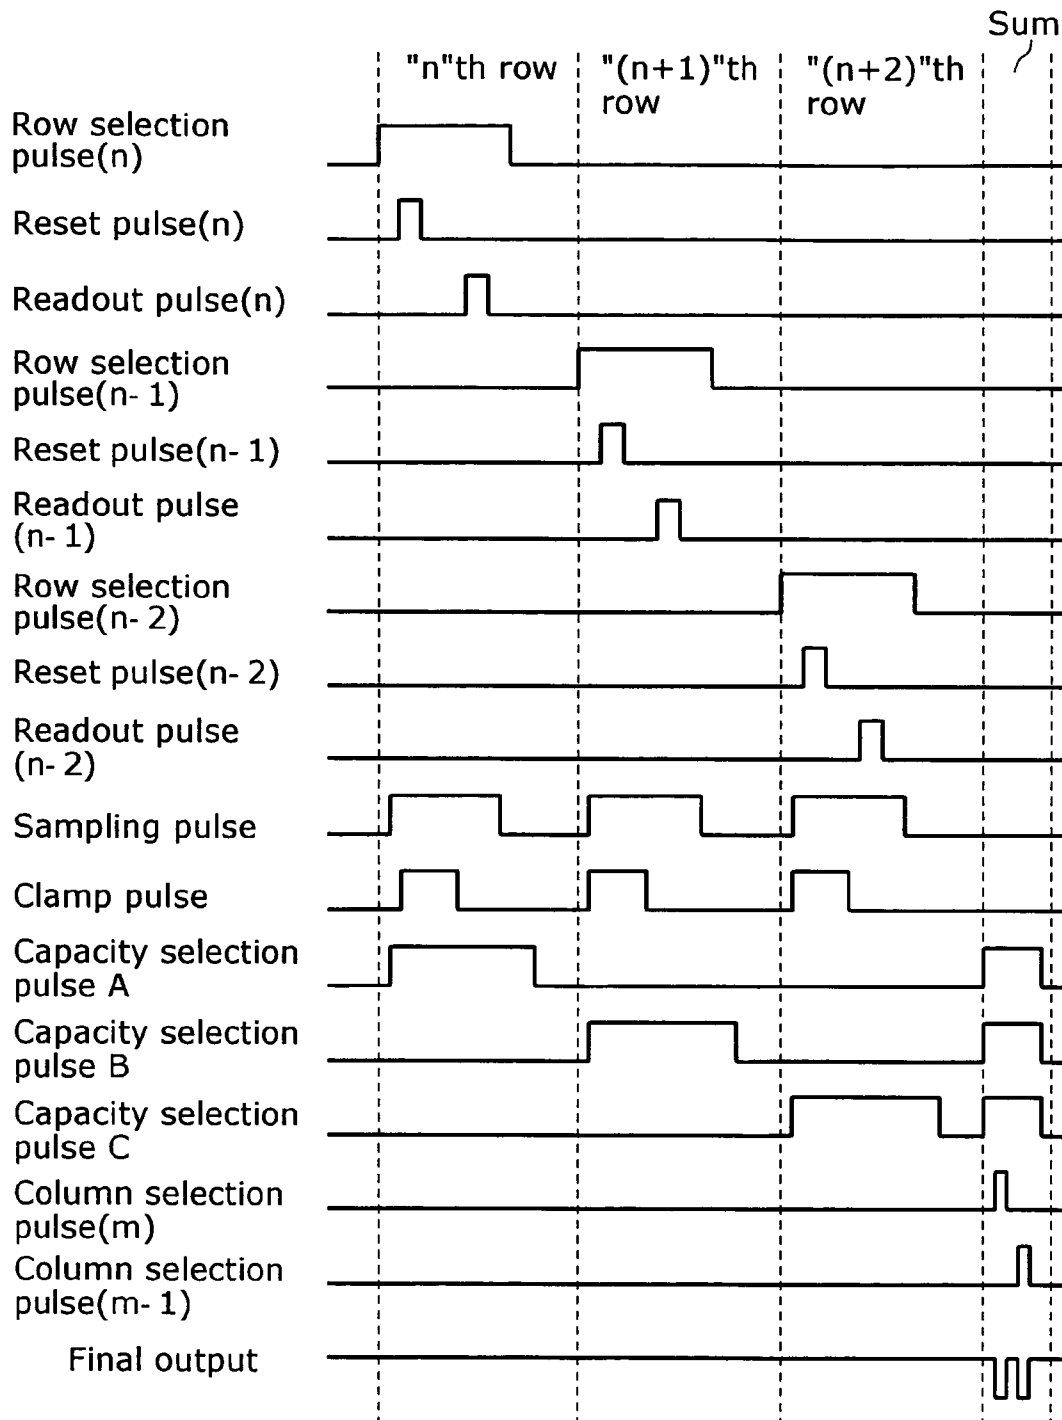 Sum
"n"th row
"(n+1)"th
row
"(n+2)"th
row
Row selection
pulse(n)
Reset pulse(n)
Readout pulse(n)
Row selection
pulse(n- 1)
Reset pulse(n- 1)
Readout pulse
(n- 1)
Row selection
pulse(n- 2)
Reset pulse(n- 2)
Readout pulse
(n- 2)
Sampling pulse
Clamp pulse
Capacity selection
pulse A
Capacity selection
pulse B
Capacity selection
pulse C
Column selection
pulse(m)
Column selection
pulse(m- 1)
Final output